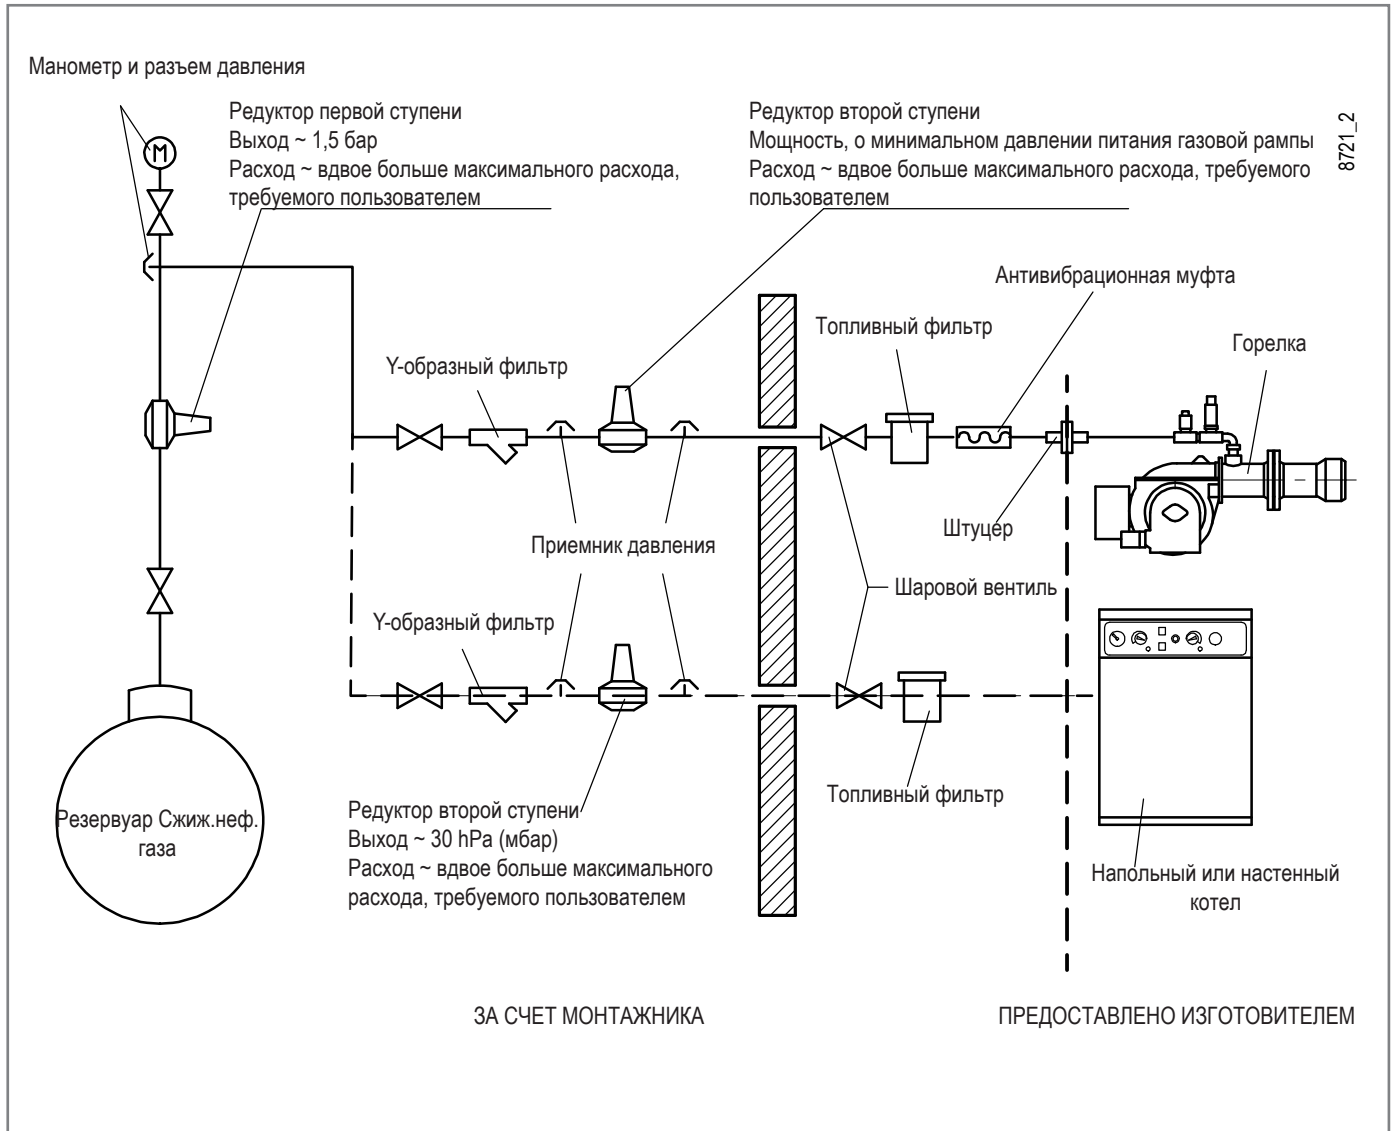 Манометр и разъем давления
Редуктор первой ступени
Выход ~ 1,5 бар
Расход ~ вдвое больше максимального расхода,
требуемого пользователем
Редуктор второй ступени
Мощность, о минимальном давлении питания газовой рампы
Расход ~ вдвое больше максимального расхода, требуемого
пользователем
8721_2
M
Антивибрационная муфта
Топливный фильтр
Горелка
Y-образный фильтр
Штуцер
Приемник давления
Шаровой вентиль
Y-образный фильтр
Резервуар Сжиж.неф.
газа
Редуктор второй ступени
Выход ~ 30 hPa (мбар)
Расход ~ вдвое больше максимального
расхода, требуемого пользователем
Топливный фильтр
Напольный или настенный
котел
ЗА СЧЕТ МОНТАЖНИКА
ПРЕДОСТАВЛЕНО ИЗГОТОВИТЕЛЕМ